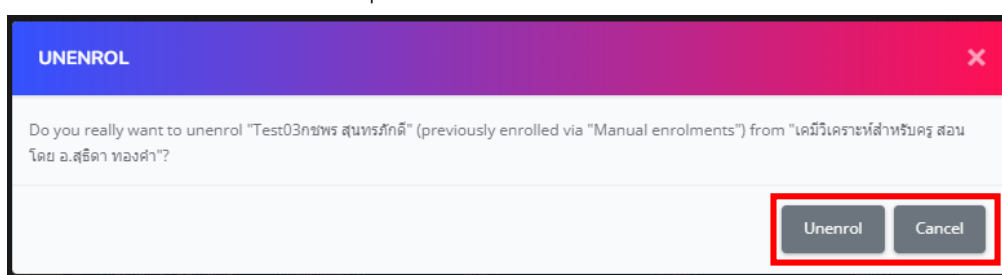 UNENROL
Do you really want to unenrol "Test03กชพร สุนทรภักดิ์" (previously enrolled via "Manual enrolments") from "เคมีวิเคราะห์สำหรับครู สอน
โดย อ.สุธิดา ทองคำ"?
Unenrol Cancel